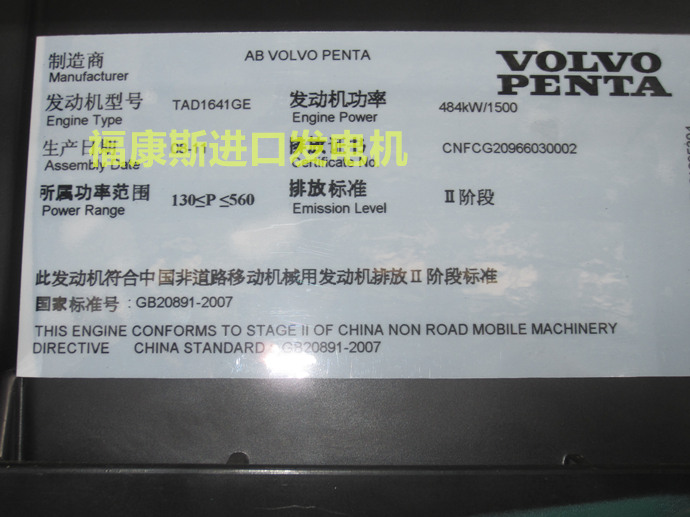 制造商 AB VOLVO PENTA VOLVO
Manufacturer PENTA
发动机型号 TAD1641GE 发动机功率 484kW/1500
Engine Type Engine Power
生产日期 CNFCG20966030002
福康斯进口发电机
Assembly Date Certificate No.
所属功率范围 130≤P ≤560 排放标准 II阶段
Power Range Emission Level
此发动机符合中国非道路移动机械用发动机排放II阶段标准
国家标准号：GB20891-2007
THIS ENGINE CONFORMS TO STAGE II OF CHINA NON ROAD MOBILE MACHINERY
DIRECTIVE CHINA STANDARD : GB20891-2007